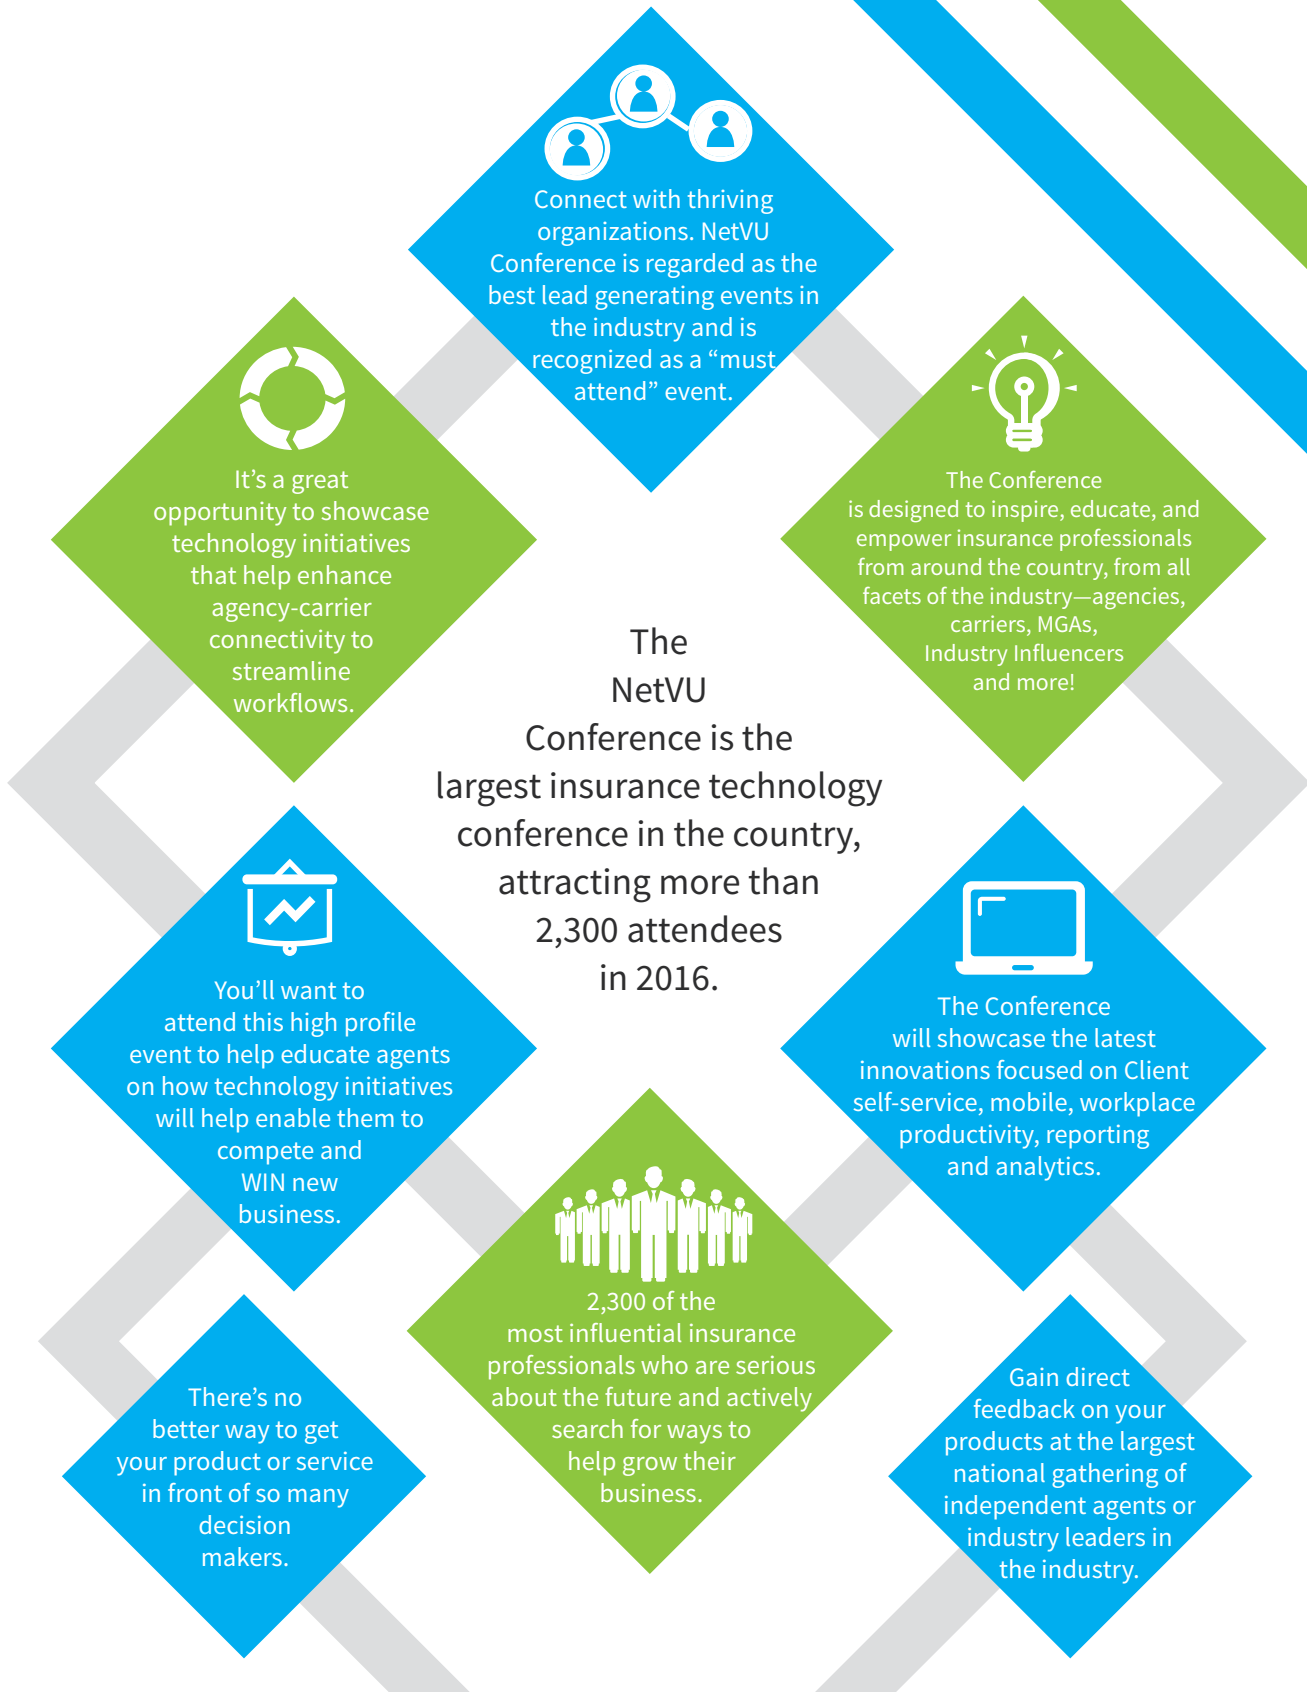 Connect with thriving
organizations. NetVU
Conference is regarded as the
best lead generating events in
the industry and is
recognized as a “must
attend” event.
It’s a great
opportunity to showcase
technology initiatives
that help enhance
agency-carrier
connectivity to
streamline
workflows.
The Conference
is designed to inspire, educate, and
empower insurance professionals
from around the country, from all
facets of the industry—agencies,
carriers, MGAs,
Industry Influencers
and more!
The
NetVU
Conference is the
largest insurance technology
conference in the country,
attracting more than
2,300 attendees
in 2016.
You’ll want to
attend this high profile
event to help educate agents
on how technology initiatives
will help enable them to
compete and
WIN new
business.
The Conference
will showcase the latest
innovations focused on Client
self-service, mobile, workplace
productivity, reporting
and analytics.
2,300 of the
most influential insurance
professionals who are serious
about the future and actively
search for ways to
help grow their
business.
There’s no
better way to get
your product or service
in front of so many
decision
makers.
Gain direct
feedback on your
products at the largest
national gathering of
independent agents or
industry leaders in
the industry.